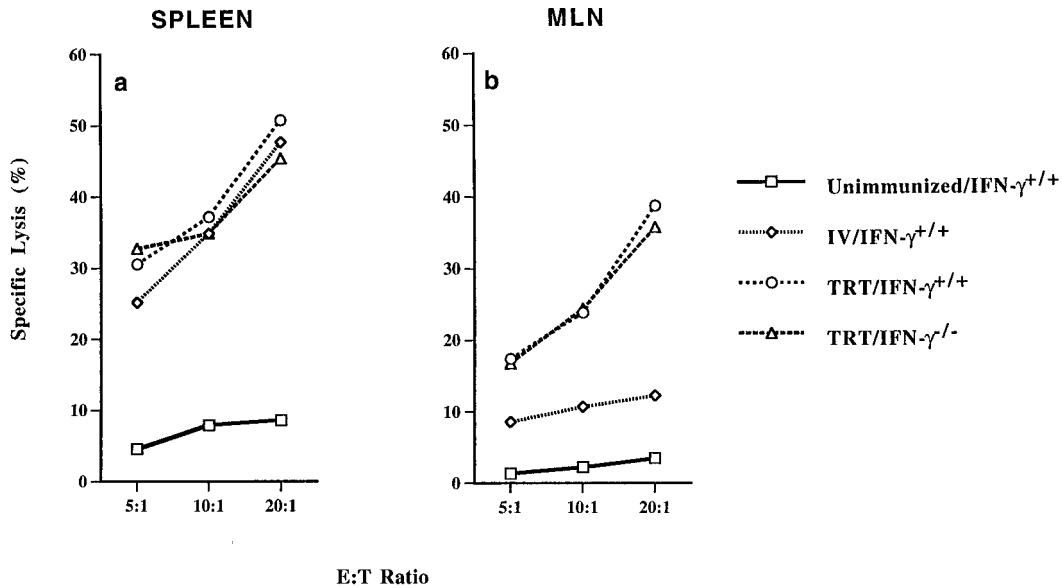 SPLEEN
MLN
a
b
60
50
40
30
20
10
0
60
50
40
30
20
10
0
Specific Lysis (%)
5:1 10:1 20:1
5:1 10:1 20:1
E:T Ratio
Unimmunized/IFN-γ+/+
IV/IFN-γ+/+
TRT/IFN-γ+/+
TRT/IFN-γ-/-